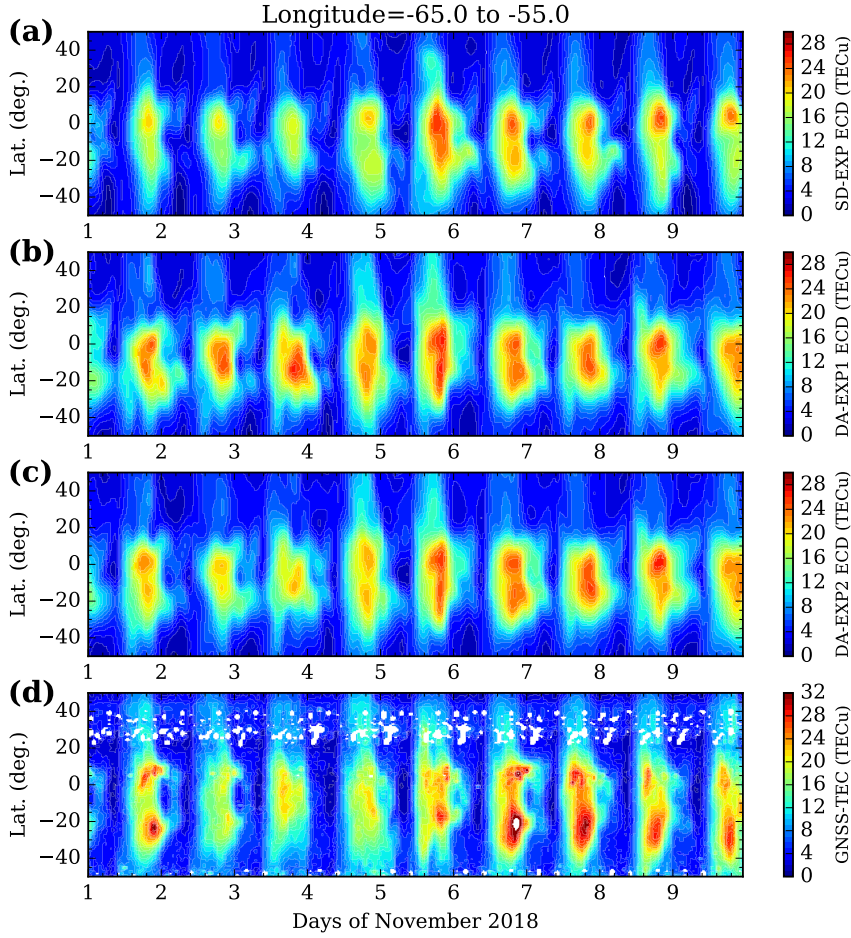 Longitude=-65.0 to -55.0
(a)
40
20
0
−20
−40
Lat. (deg.)
1 2 3 4 5 6 7 8 9
28
24
20
16
12
8
4
0
SD-EXP ECD (TECu)
(b)
40
20
0
−20
−40
Lat. (deg.)
1 2 3 4 5 6 7 8 9
28
24
20
16
12
8
4
0
DA-EXP1 ECD (TECu)
(c)
40
20
0
−20
−40
Lat. (deg.)
1 2 3 4 5 6 7 8 9
28
24
20
16
12
8
4
0
DA-EXP2 ECD (TECu)
(d)
40
20
0
−20
−40
Lat. (deg.)
1 2 3 4 5 6 7 8 9
32
28
24
20
16
12
8
4
0
GNSS-TEC (TECu)
Days of November 2018